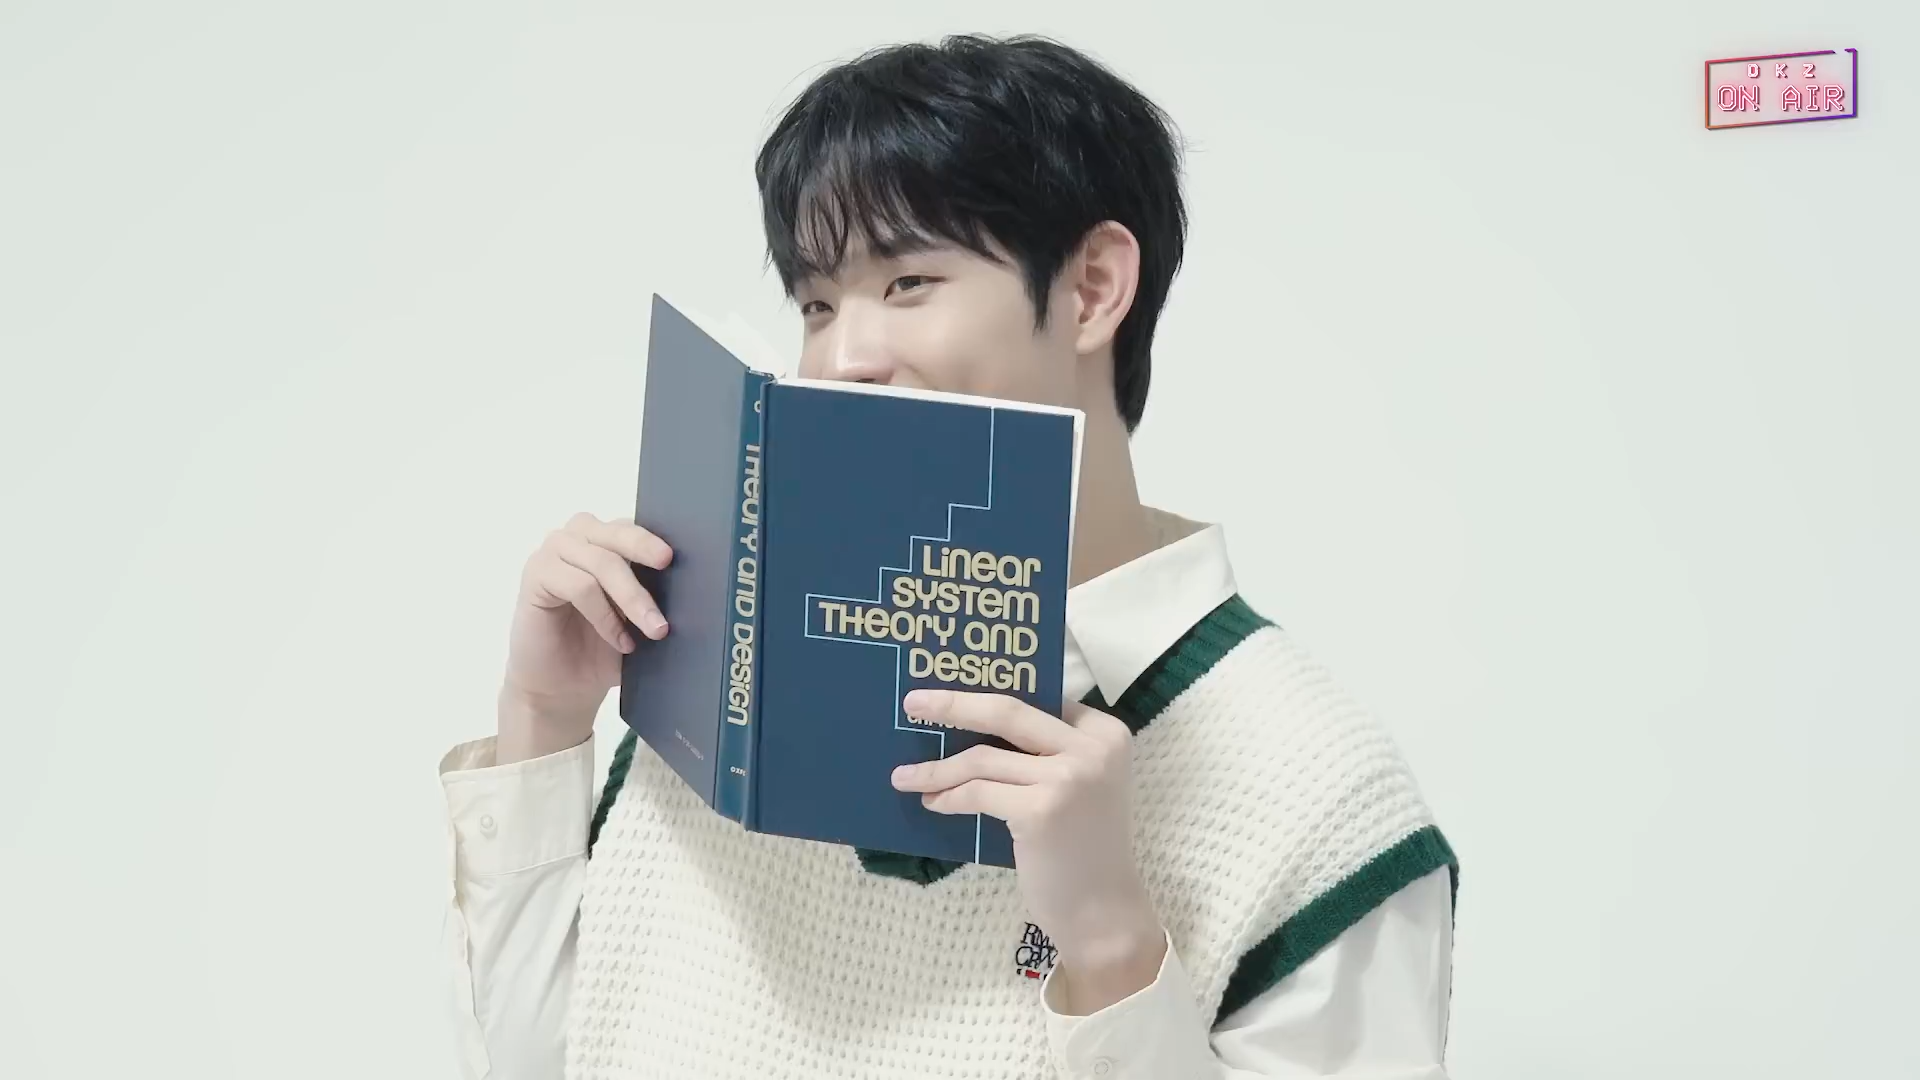 DKZ
ON AIR
Linear
System
Theory and
Design
Theory and Design